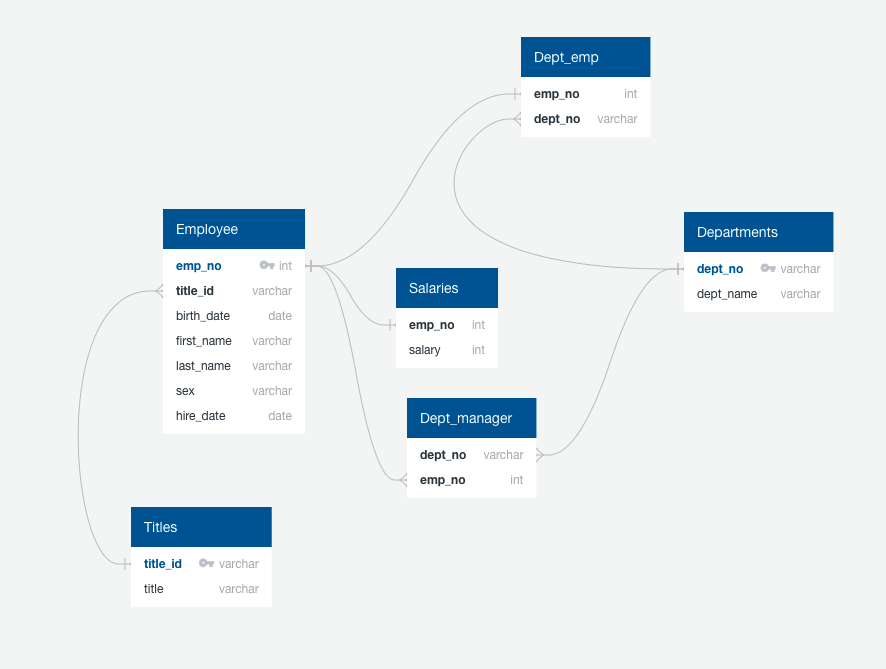 Dept_emp
emp_no int
dept_no varchar
Employee
emp_no int
title_id varchar
birth_date date
first_name varchar
last_name varchar
sex varchar
hire_date date
Departments
dept_no varchar
dept_name varchar
Salaries
emp_no int
salary int
Dept_manager
dept_no varchar
emp_no int
Titles
title_id varchar
title varchar